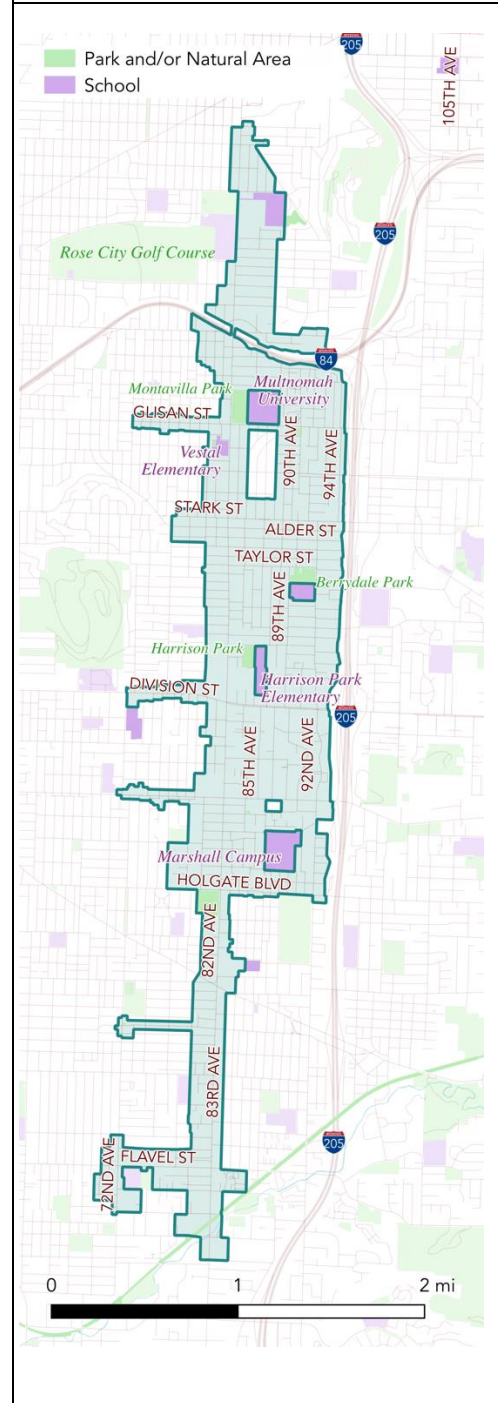 Park and/or Natural Area
School
205
105TH AVE
205
Rose City Golf Course
84
Montavilla Park
Multnomah
University
GLISAN ST
90TH AVE
94TH AVE
Vestal
Elementary
STARK ST
ALDER ST
TAYLOR ST
89TH AVE
Berrydale Park
Harrison Park
Harrison Park
Elementary
DIVISION ST
205
85TH AVE
92ND AVE
Marshall Campus
HOLGATE BLVD
82ND AVE
83RD AVE
205
72ND AVE
FLAVEL ST
0 1 2 mi